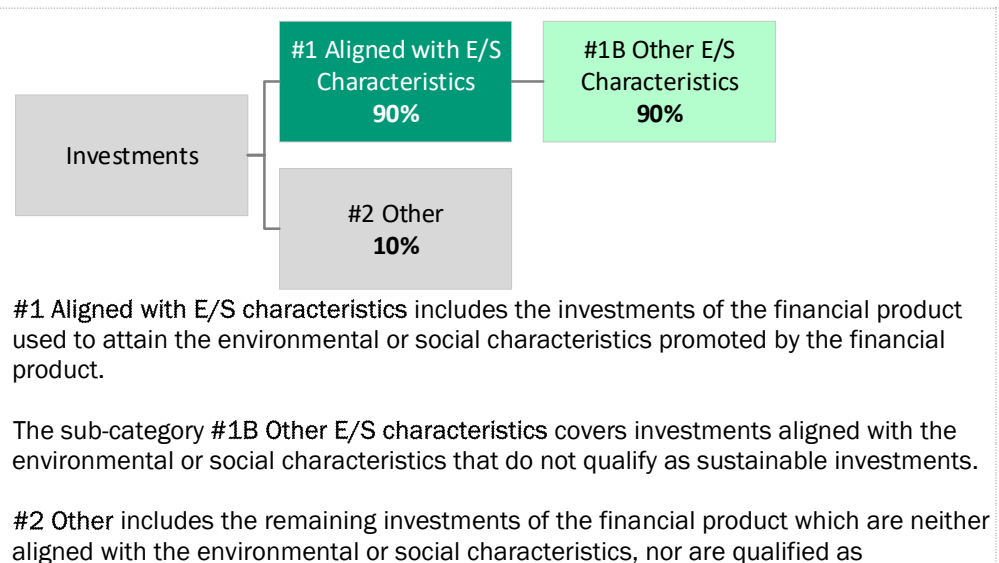 #1 Aligned with E/S
Characteristics
90%
#1B Other E/S
Characteristics
90%
Investments
#2 Other
10%
#1 Aligned with E/S characteristics includes the investments of the financial product
used to attain the environmental or social characteristics promoted by the financial
product.
The sub-category #1B Other E/S characteristics covers investments aligned with the
environmental or social characteristics that do not qualify as sustainable investments.
#2 Other includes the remaining investments of the financial product which are neither
aligned with the environmental or social characteristics, nor are qualified as